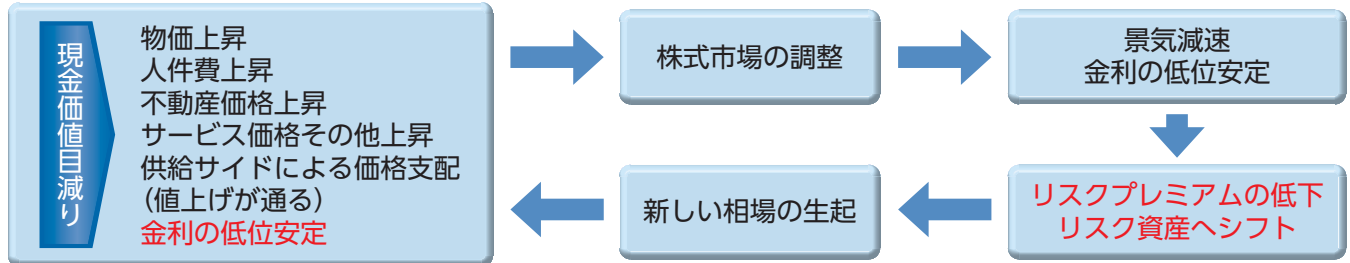 現金価値目減り
物価上昇
人件費上昇
不動産価格上昇
サービス価格その他上昇
供給サイドによる価格支配
(値上げが通る)
金利の低位安定
株式市場の調整
景気減速
金利の低位安定
リスクプレミアムの低下
リスク資産へシフト
新しい相場の生起